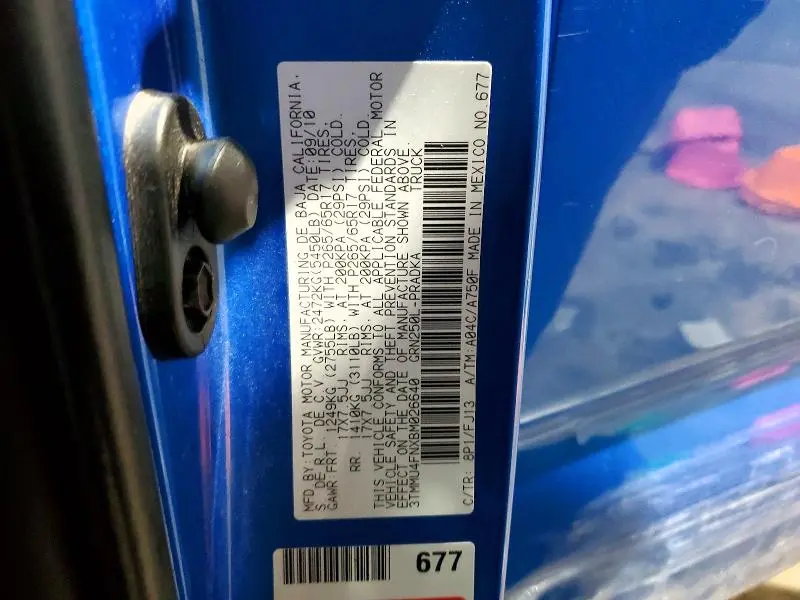 MFD BY: TOYOTA MOTOR MANUFACTURING DE BAJA CALIFORNIA,
S. DE R.L. DE C.V. GVWR:2472KG(5450LB) DATE:09/10
GAWR:FRT. 1249KG (2755LB) WITH P265/65R17 TIRES,
17X7.5JJ RIMS, AT 200KPA (29PSI) COLD.
RR. 1410KG (3110LB) WITH P265/65R17 TIRES,
17X7.5JJ RIMS, AT 200KPA (29PSI) COLD.
THIS VEHICLE CONFORMS TO ALL APPLICABLE FEDERAL MOTOR
VEHICLE SAFETY AND THEFT PREVENTION STANDARDS IN
EFFECT ON THE DATE OF MANUFACTURE SHOWN ABOVE
3TMMU4FNXBM026640 GRN250L-PRADKA TRUCK
C/TR: 8P1/FJ13 A/TM: A04C/A750F MADE IN MEXICO NO. 677
677